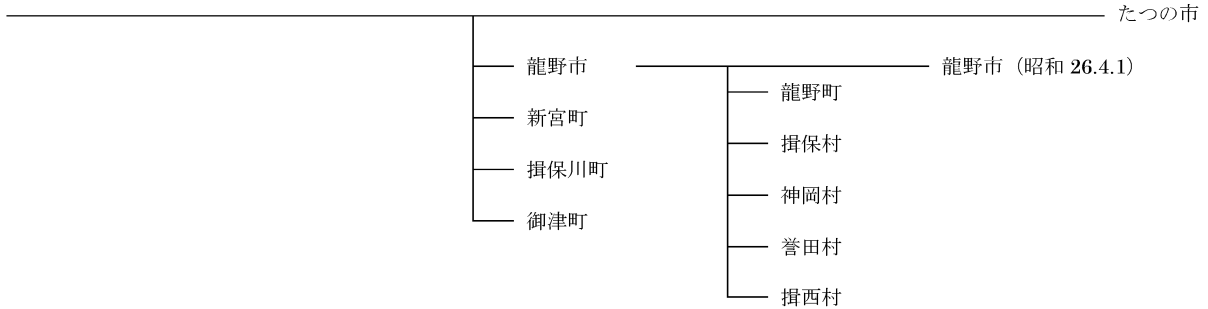 たつの市
龍野市 龍野市（昭和 26.4.1）
龍野町
新宮町
揖保村
揖保川町
神岡村
御津町
誉田村
揖西村